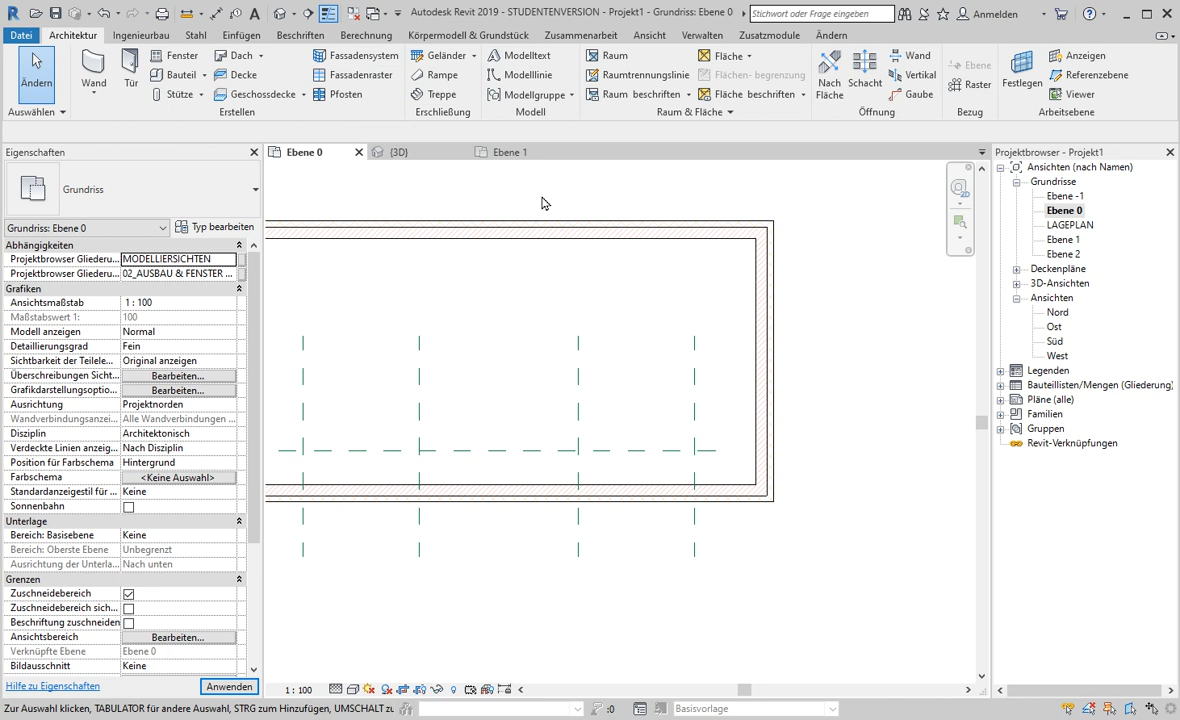 Autodesk Revit 2019 - STUDENTENVERSION - Projekt1 - Grundriss: Ebene 0
Stichwort oder Frage eingeben
Anmelden
Datei Architektur Ingenieurbau Stahl Einfügen Beschriften Berechnung Körpermodell & Grundstück Zusammenarbeit Ansicht Verwalten Zusatzmodule Ändern
Ändern
Wand
Tür
Fenster
Bauteil
Stütze
Dach
Decke
Geschossdecke
Fassadensystem
Fassadenraster
Pfosten
Geländer
Rampe
Treppe
Modelltext
Modelllinie
Modellgruppe
Raum
Raumtrennungslinie
Raum beschriften
Fläche
Flächen- begrenzung
Fläche beschriften
Nach
Fläche
Schacht
Wand
Vertikal
Gaube
Ebene
Raster
Festlegen
Anzeigen
Referenzebene
Viewer
Auswählen Erstellen Erschließung Modell Raum & Fläche Öffnung Bezug Arbeitsebene
Eigenschaften
Grundriss
Grundriss: Ebene 0 Typ bearbeiten
Abhängigkeiten
Projektbrowser Gliederu... MODELLIERSICHTEN
Projektbrowser Gliederu... 02_AUSBAU & FENSTER ...
Grafiken
Ansichtsmaßstab 1 : 100
Maßstabswert 1: 100
Modell anzeigen Normal
Detaillierungsgrad Fein
Sichtbarkeit der Teilele... Original anzeigen
Überschreibungen Sicht... Bearbeiten...
Grafikdarstellungsoptio... Bearbeiten...
Ausrichtung Projektnorden
Wandverbindungsanzei... Alle Wandverbindungen ...
Disziplin Architektonisch
Verdeckte Linien anzeig... Nach Disziplin
Position für Farbschema Hintergrund
Farbschema <Keine Auswahl>
Standardanzeigestil für ... Keine
Sonnenbahn
Unterlage
Bereich: Basisebene Keine
Bereich: Oberste Ebene Unbegrenzt
Ausrichtung der Unterla... Nach unten
Grenzen
Zuschneidebereich
Zuschneidebereich sich...
Beschriftung zuschneiden
Ansichtsbereich Bearbeiten...
Verknüpfte Ebene Ebene 0
Bildausschnitt Keine
Hilfe zu Eigenschaften Anwenden
Ebene 0 {3D} Ebene 1
1 : 100
Projektbrowser - Projekt1
Ansichten (nach Namen)
Grundrisse
Ebene -1
Ebene 0
LAGEPLAN
Ebene 1
Ebene 2
Deckenpläne
3D-Ansichten
Ansichten
Nord
Ost
Süd
West
Legenden
Bauteillisten/Mengen (Gliederung)
Pläne (alle)
Familien
Gruppen
Revit-Verknüpfungen
Zur Auswahl klicken, TABULATOR für andere Auswahl, STRG zum Hinzufügen, UMSCHALT zu
:0
Basisvorlage
:0